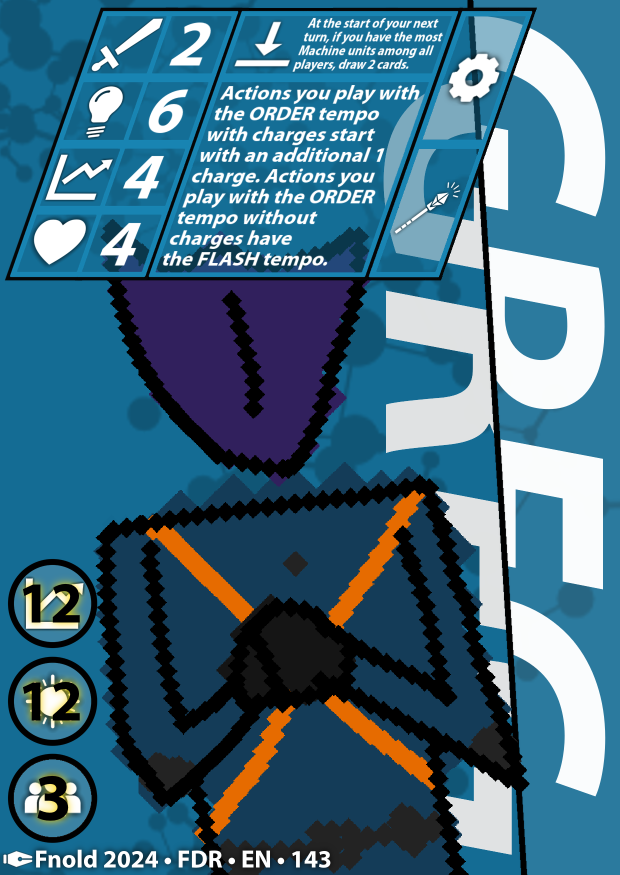 2
6
4
4
At the start of your next
turn, if you have the most
Machine units among all
players, draw 2 cards.
Actions you play with
the ORDER tempo
with charges start
with an additional 1
charge. Actions you
play with the ORDER
tempo without
charges have
the FLASH tempo.
12
12
3
Fnold 2024 • FDR • EN • 143